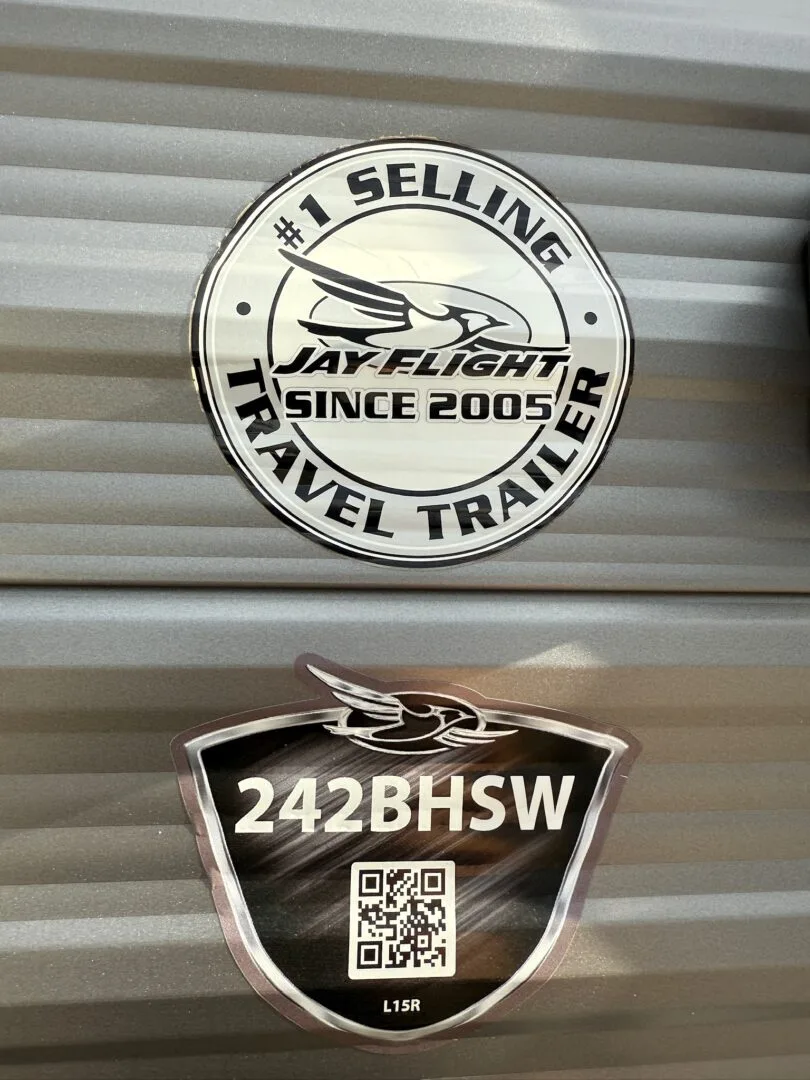 #1 SELLING
JAY FLIGHT
SINCE 2005
TRAVEL TRAILER
242BHSW
L15R